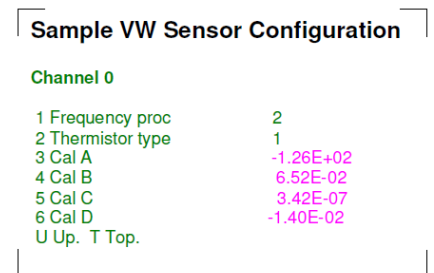 Sample VW Sensor Configuration
Channel 0
1 Frequency proc 2
2 Thermistor type 1
3 Cal A -1.26E+02
4 Cal B 6.52E-02
5 Cal C 3.42E-07
6 Cal D -1.40E-02
U Up. T Top.